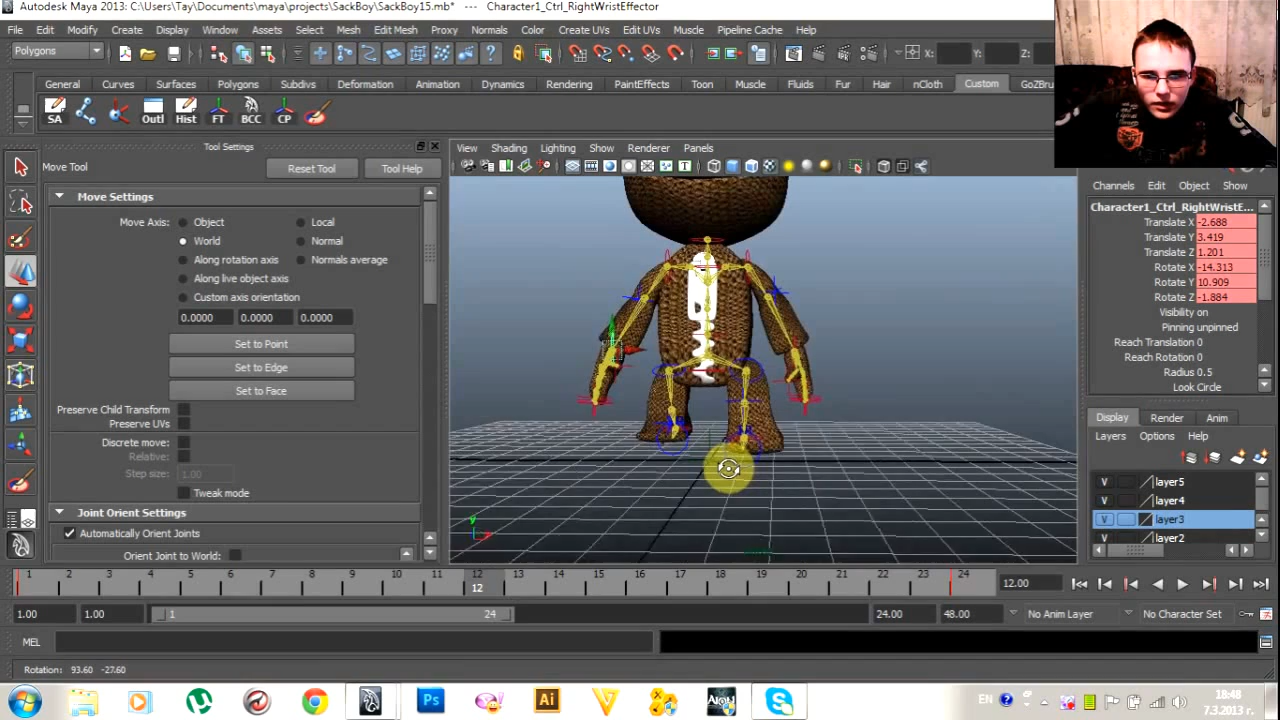 Autodesk Maya 2013: C:\Users\Tay\Documents\maya\projects\SackBoy\SackBoy15.mb* --- Character1_Ctrl_RightWristEffector
File Edit Modify Create Display Window Assets Select Mesh Edit Mesh Proxy Normals Color Create UVs Edit UVs Muscle Pipeline Cache
Polygons X: Y: Z:
General Curves Surfaces Polygons Subdivs Deformation Animation Dynamics Rendering PaintEffects Toon Muscle Fluids Fur Hair nCloth Custom
SA Outl Hist FT BCC CP
Tool Settings
Move Tool Reset Tool Tool Help
Move Settings
Move Axis: Object Local
World Normal
Along rotation axis Normals average
Along live object axis
Custom axis orientation
0.0000 0.0000 0.0000
Set to Point
Set to Edge
Set to Face
Preserve Child Transform
Preserve UVs
Discrete move:
Relative:
Step size: 1.00
Tweak mode
Joint Orient Settings
Automatically Orient Joints
Orient Joint to World:
View Shading Lighting Show Renderer Panels
y
Channels Edit Object Show
Character1_Ctrl_RightWristE...
Translate X -2.688
Translate Y 3.419
Translate Z 1.201
Rotate X -14.313
Rotate Y 10.909
Rotate Z -1.884
Visibility on
Pinning unpinned
Reach Translation 0
Reach Rotation 0
Radius 0.5
Look Circle
Display Render Anim
Layers Options Help
V layer5
V layer4
V layer3
V layer2
1 2 3 4 5 6 7 8 9 10 11 12 13 14 15 16 17 18 19 20 21 22 23 24
12
12.00
1.00 1.00 1 24 24.00 48.00 No Anim Layer No Character Set
MEL
Rotation: 93.60 -27.60
Ps Ai EN 18:48
7.3.2013 г.